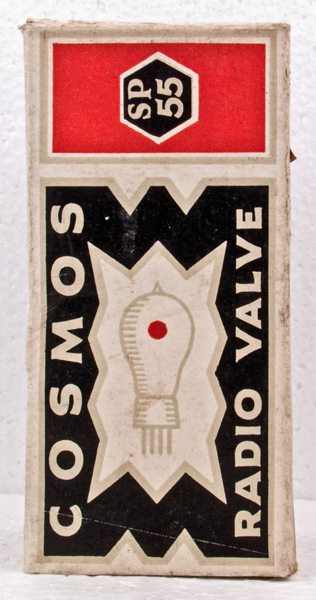 SP
55
COSMOS
RADIO VALVE